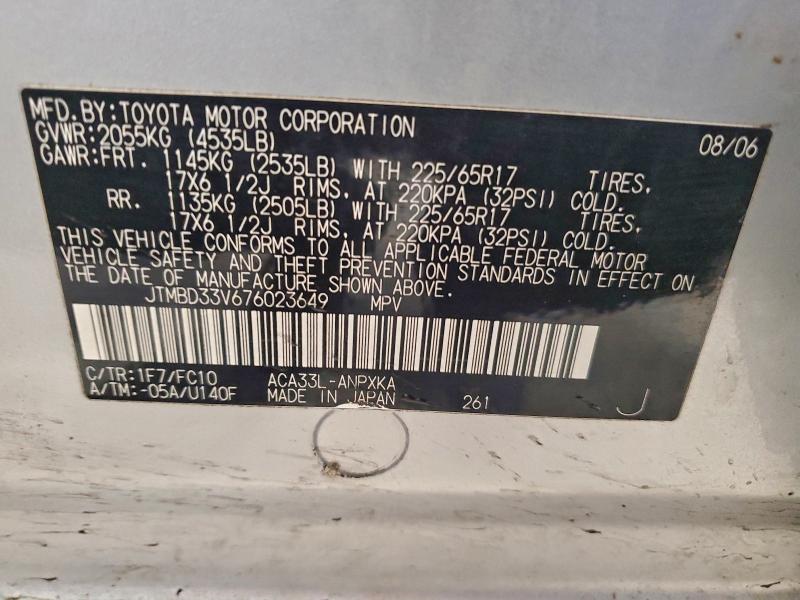 MFD.BY:TOYOTA MOTOR CORPORATION 08/06
GVWR:2055KG (4535LB)
GAWR:FRT. 1145KG (2535LB) WITH 225/65R17 TIRES,
17X6 1/2J RIMS, AT 220KPA (32PSI) COLD.
RR. 1135KG (2505LB) WITH 225/65R17 TIRES,
17X6 1/2J RIMS, AT 220KPA (32PSI) COLD.
THIS VEHICLE CONFORMS TO ALL APPLICABLE FEDERAL MOTOR
VEHICLE SAFETY AND THEFT PREVENTION STANDARDS IN EFFECT ON
THE DATE OF MANUFACTURE SHOWN ABOVE.
JTMBD33V676023649 MPV
C/TR:1F7/FC10 ACA33L-ANPXKA
A/TM:-05A/U140F MADE IN JAPAN 261 J